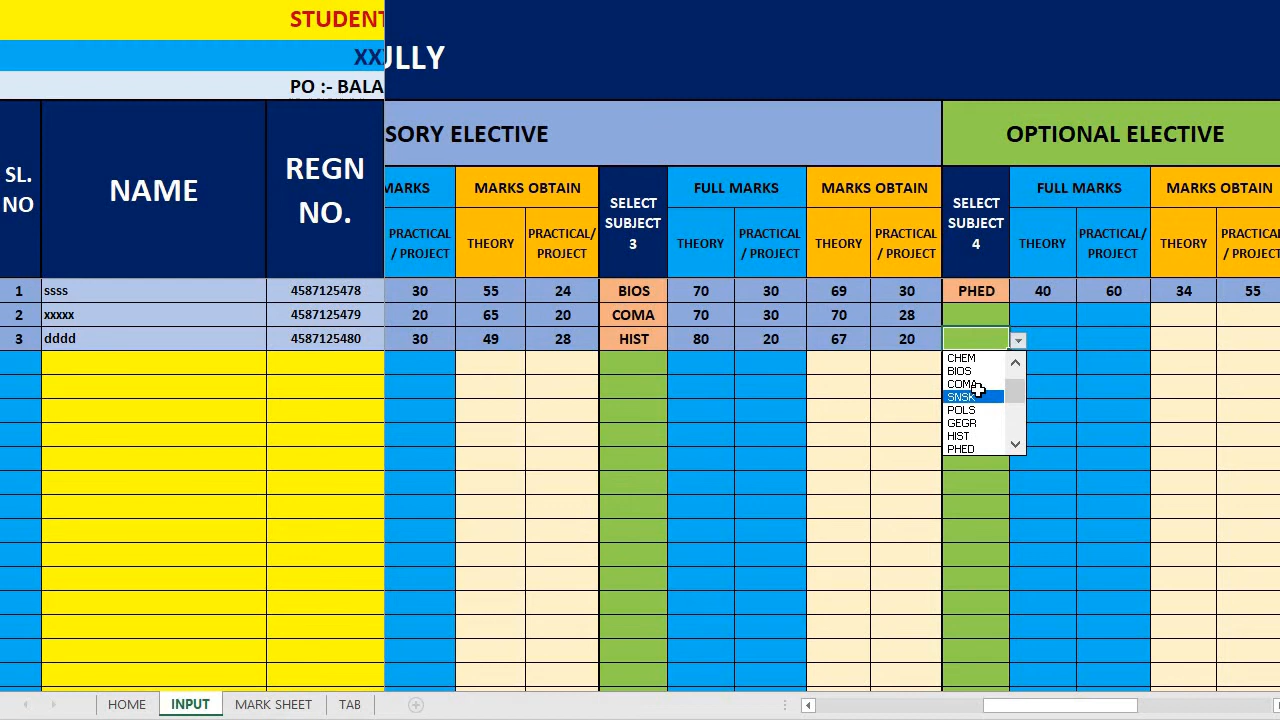 STUDENT
XX
ULLY
PO :- BALA
SL. NO
NAME
REGN NO.
SORY ELECTIVE
OPTIONAL ELECTIVE
MARKS
MARKS OBTAIN
SELECT SUBJECT 3
FULL MARKS
MARKS OBTAIN
SELECT SUBJECT 4
FULL MARKS
MARKS OBTAIN
PRACTICAL / PROJECT
THEORY
PRACTICAL/ PROJECT
THEORY
PRACTICAL / PROJECT
THEORY
PRACTICAL / PROJECT
THEORY
PRACTICAL/ PROJECT
THEORY
PRACTICAL / PROJECT
1 ssss 4587125478 30 55 24 BIOS 70 30 69 30 PHED 40 60 34 55
2 xxxxx 4587125479 20 65 20 COMA 70 30 70 28
3 dddd 4587125480 30 49 28 HIST 80 20 67 20
CHEM
BIOS
COMA
SNSK
POLS
GEGR
HIST
PHED
HOME INPUT MARK SHEET TAB